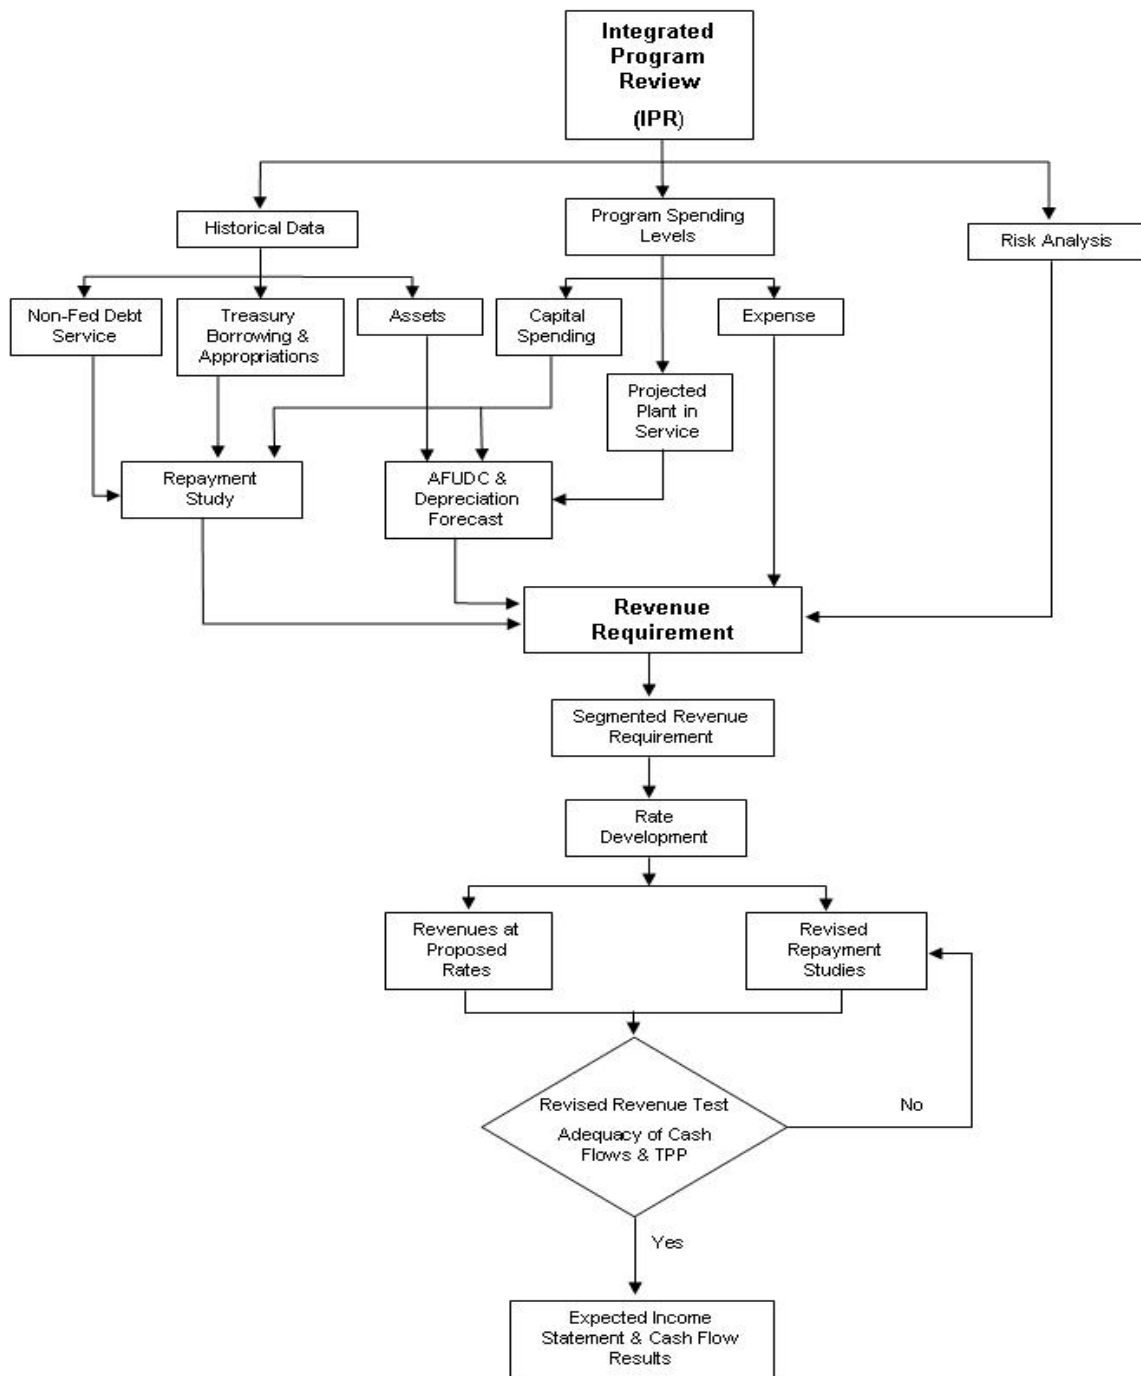 Integrated
Program
Review
(IPR)
Historical Data
Program Spending
Levels
Risk Analysis
Non-Fed Debt
Service
Treasury
Borrowing &
Appropriations
Assets
Capital
Spending
Expense
Projected
Plant in
Service
Repayment
Study
AFUDC &
Depreciation
Forecast
Revenue
Requirement
Segmented Revenue
Requirement
Rate
Development
Revenues at
Proposed
Rates
Revised
Repayment
Studies
Revised Revenue Test
Adequacy of Cash
Flows & TPP
No
Yes
Expected Income
Statement & Cash Flow
Results